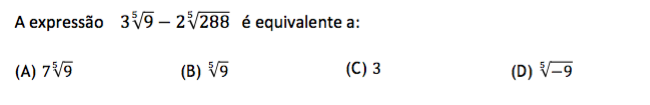 A expressão 3⁵√9 − 2⁵√288 é equivalente a:
(A) 7⁵√9 (B) ⁵√9 (C) 3 (D) ⁵√−9